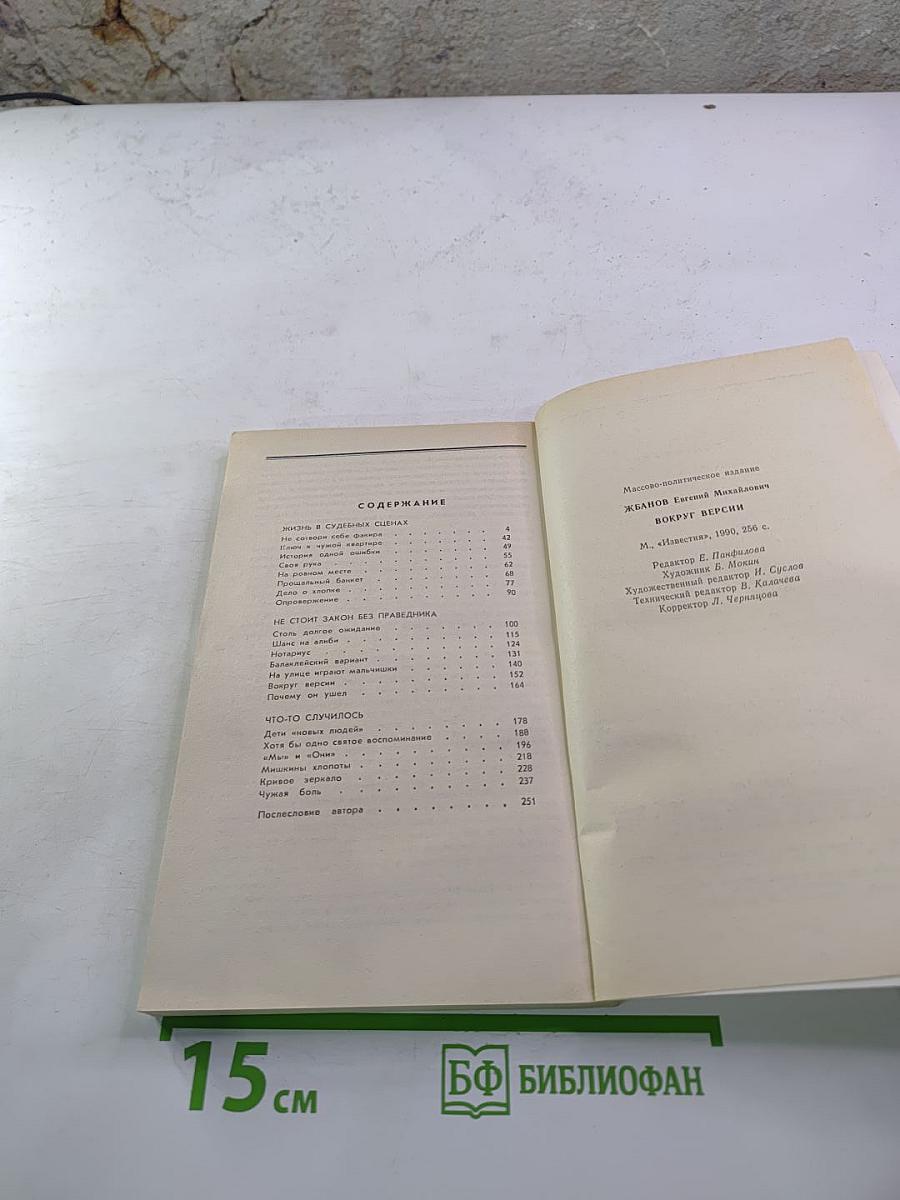 СОДЕРЖАНИЕ
ЖИЗНЬ В СУДЕБНЫХ СЦЕНАХ
Не сотвори себе факира . . . . . . . . 4
Ключ к чужой квартире . . . . . . . . 42
История одной ошибки . . . . . . . . 49
Своя рука . . . . . . . . 55
На ровном месте . . . . . . . . 62
Прощальный банкет . . . . . . . . 68
Дело о хлопке . . . . . . . . 77
Опровержение . . . . . . . . 90
НЕ СТОИТ ЗАКОН БЕЗ ПРАВЕДНИКА
Столь долгое ожидание . . . . . . . . 100
Шанс на алиби . . . . . . . . 115
Нотариус . . . . . . . . 124
Балаклейский вариант . . . . . . . . 131
На улице играют мальчишки . . . . . . . . 140
Вокруг версии . . . . . . . . 152
Почему он ушел . . . . . . . . 164
ЧТО-ТО СЛУЧИЛОСЬ
Дети «новых людей» . . . . . . . . 178
Хотя бы одно святое воспоминание . . . . . . 188
«Мы» и «Они» . . . . . . . . 196
Мишкины хлопоты . . . . . . . . 218
Кривое зеркало . . . . . . . . 228
Чужая боль . . . . . . . . 237
Послесловие автора . . . . . . . . 251
Массово-политическое издание
ЖБАНОВ Евгений Михайлович
ВОКРУГ ВЕРСИИ
М., «Известия», 1990, 256 с.
Редактор Е. Панфилова
Художник Б. Мокин
Художественный редактор И. Суслов
Технический редактор В. Калачева
Корректор Л. Черняцова
15 см
БФ БИБЛИОФАН